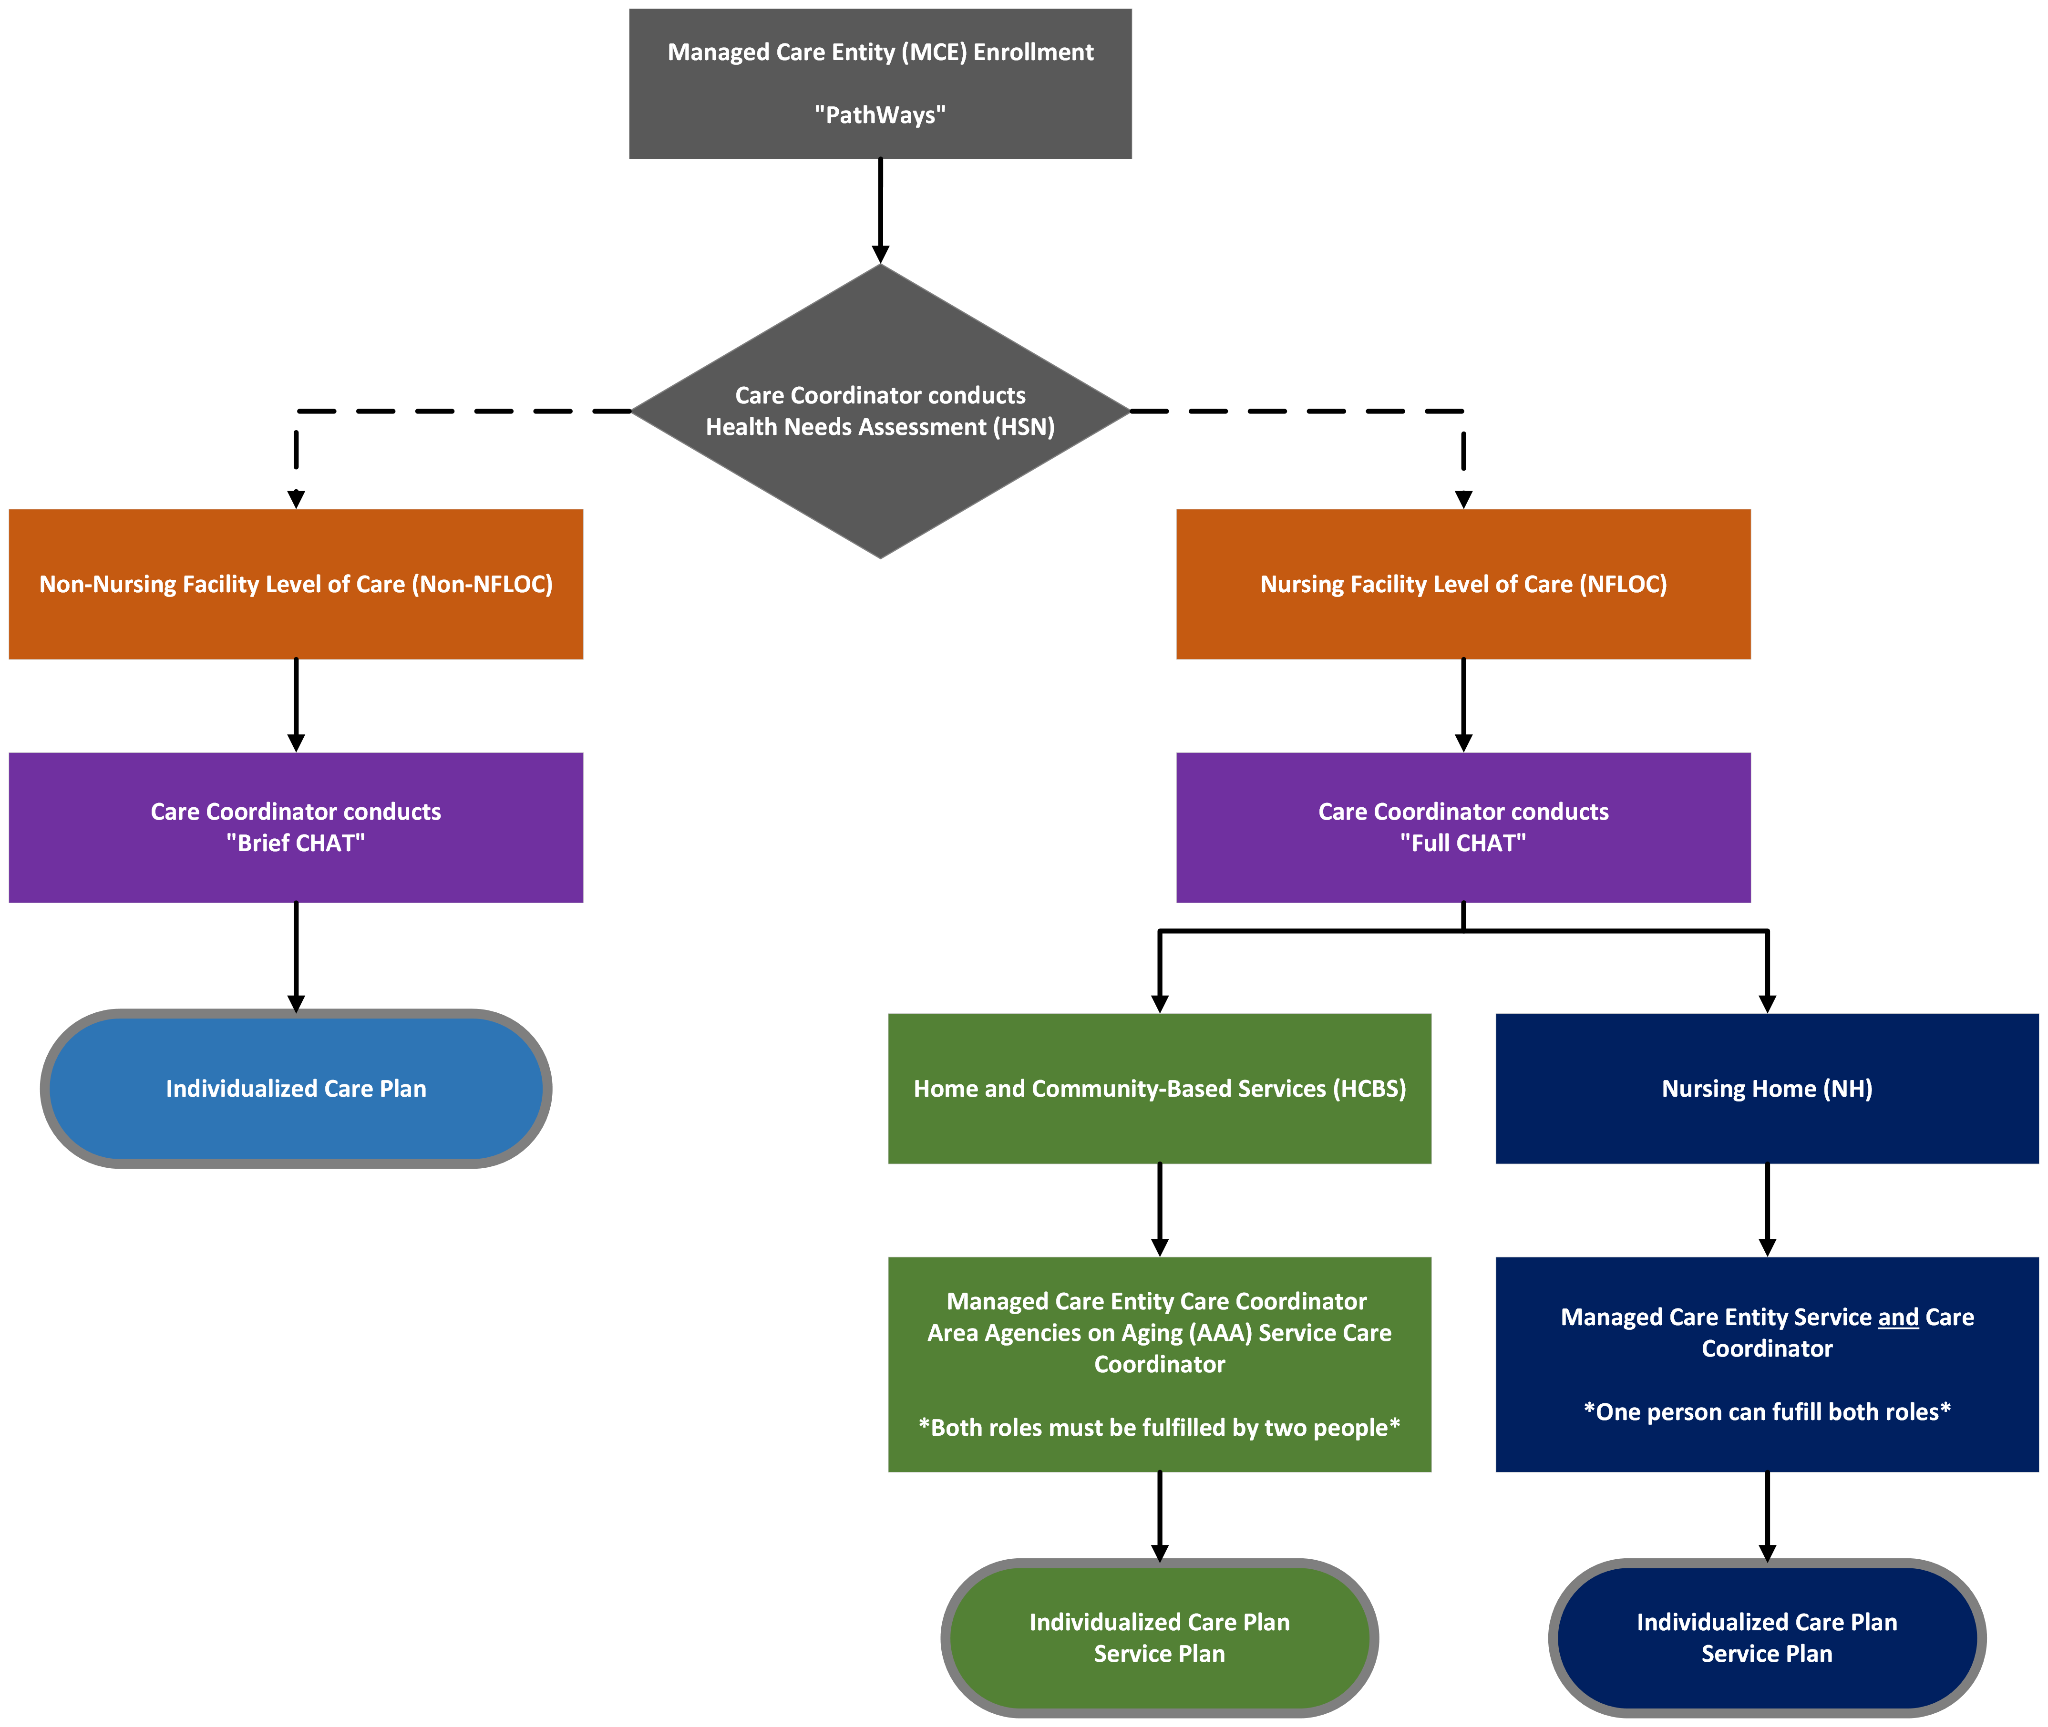 Managed Care Entity (MCE) Enrollment
"PathWays"
Care Coordinator conducts
Health Needs Assessment (HSN)
Non-Nursing Facility Level of Care (Non-NFLOC)
Nursing Facility Level of Care (NFLOC)
Care Coordinator conducts
"Brief CHAT"
Care Coordinator conducts
"Full CHAT"
Individualized Care Plan
Home and Community-Based Services (HCBS)
Nursing Home (NH)
Managed Care Entity Care Coordinator
Area Agencies on Aging (AAA) Service Care
Coordinator
*Both roles must be fulfilled by two people*
Managed Care Entity Service and Care
Coordinator
*One person can fufill both roles*
Individualized Care Plan
Service Plan
Individualized Care Plan
Service Plan